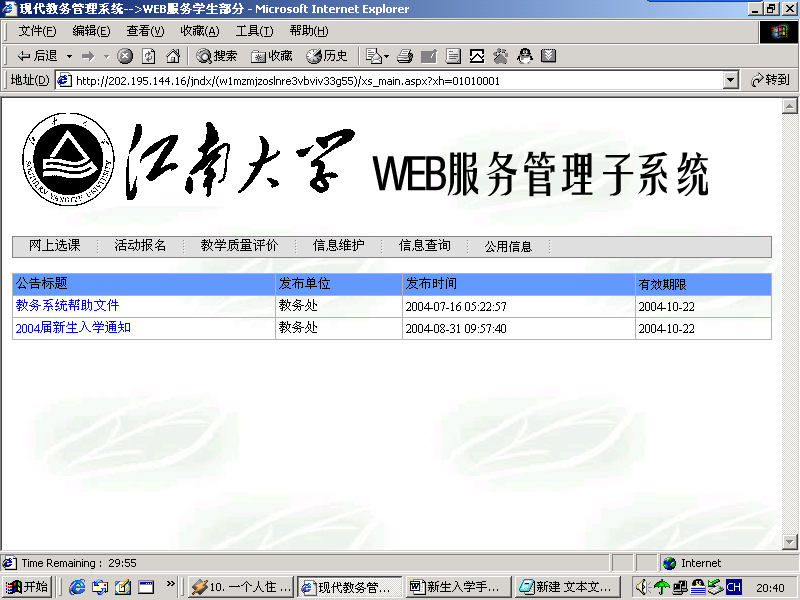 现代教务管理系统-->WEB服务学生部分 - Microsoft Internet Explorer
文件(F) 编辑(E) 查看(V) 收藏(A) 工具(T) 帮助(H)
后退 搜索 收藏 历史
地址(D) http://202.195.144.16/jndx/(w1mzmjzoslnre3vbviv33g55)/xs_main.aspx?xh=01010001 转到
江南大学 WEB服务管理子系统
SOUTHERN YANGTZE UNIVERSITY
网上选课 活动报名 教学质量评价 信息维护 信息查询 公用信息
公告标题 发布单位 发布时间 有效期限
教务系统帮助文件 教务处 2004-07-16 05:22:57 2004-10-22
2004届新生入学通知 教务处 2004-08-31 09:57:40 2004-10-22
Time Remaining : 29:55 Internet
开始 10. 一个人住 ... 现代教务管... 新生入学手... 新建 文本文... CH 20:40